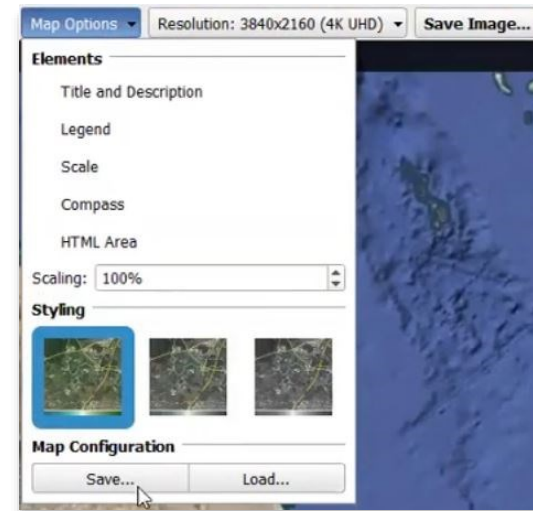 Map Options Resolution: 3840x2160 (4K UHD) Save Image...
Elements
Title and Description
Legend
Scale
Compass
HTML Area
Scaling: 100%
Styling
Map Configuration
Save... Load...